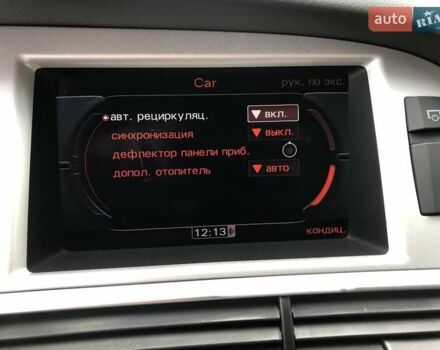 auto RIA
Car рук. по экс.
авт. рециркуляц. вкл.
синхронизация выкл.
дефлектор панели приб.
допол. отопитель авто
12:13 кондиц.